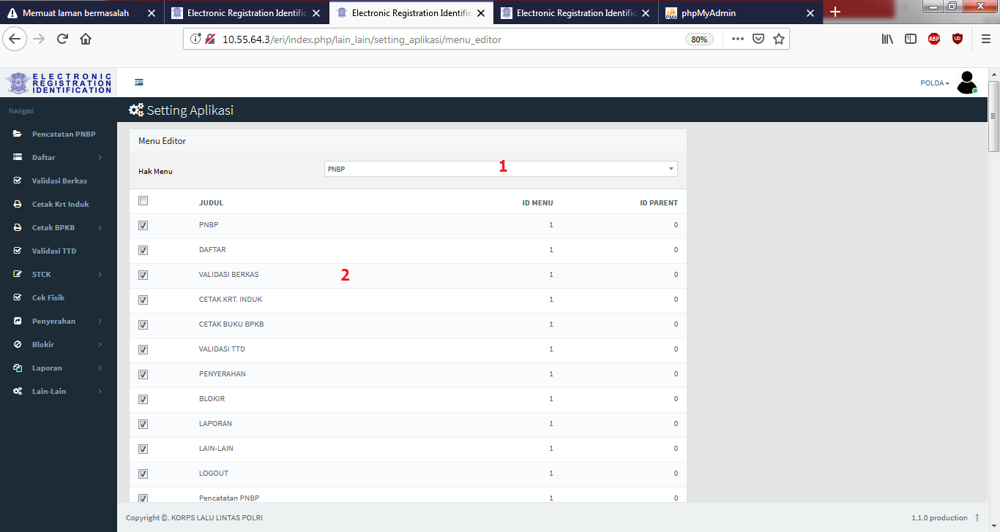 Memuat laman bermasalah
Electronic Registration Identific
Electronic Registration Identific
Electronic Registration Identific
phpMyAdmin
10.55.64.3/eri/index.php/lain_lain/setting_aplikasi/menu_editor
80%
ABP
UD
ELECTRONIC
REGISTRATION
IDENTIFICATION
POLDA
Navigasi
Setting Aplikasi
Pencatatan PNBP
Daftar
Validasi Berkas
Cetak Krt Induk
Cetak BPKB
Validasi TTD
STCK
Cek Fisik
Penyerahan
Blokir
Laporan
Lain-Lain
Menu Editor
Hak Menu
PNBP
1
JUDUL ID MENU ID PARENT
PNBP 1 0
DAFTAR 1 0
VALIDASI BERKAS 2 1 0
CETAK KRT. INDUK 1 0
CETAK BUKU BPKB 1 0
VALIDASI TTD 1 0
PENYERAHAN 1 0
BLOKIR 1 0
LAPORAN 1 0
LAIN-LAIN 1 0
LOGOUT 1 0
Pencatatan PNBP 1 0
Copyright ©. KORPS LALU LINTAS POLRI
1.1.0 production